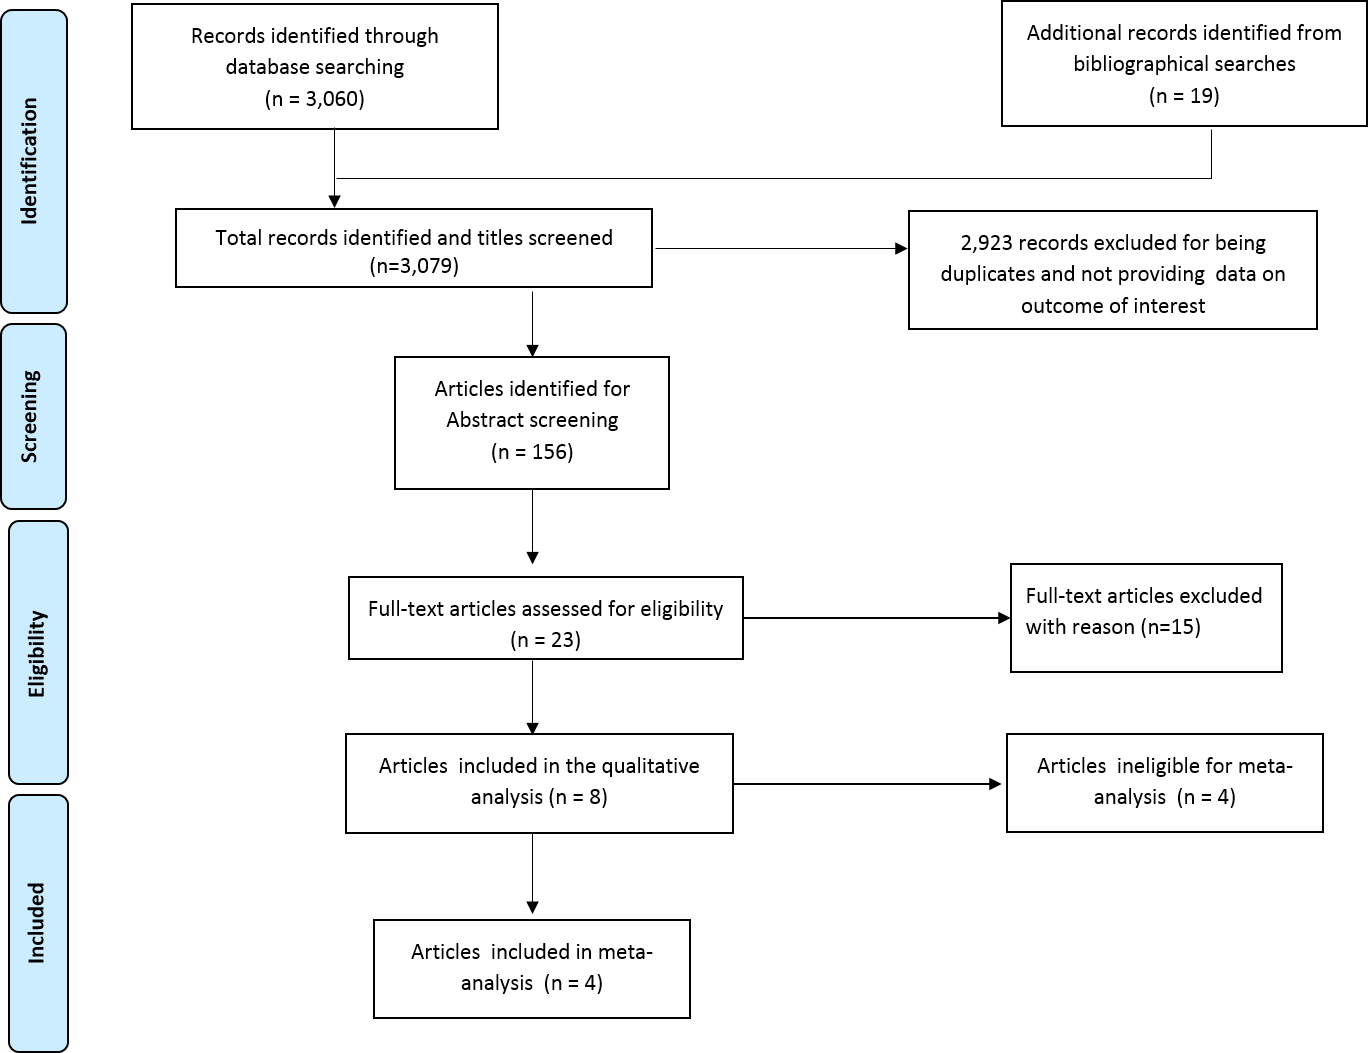 Identification
Records identified through
database searching
(n = 3,060)
Additional records identified from
bibliographical searches
(n = 19)
Total records identified and titles screened
(n=3,079)
2,923 records excluded for being
duplicates and not providing data on
outcome of interest
Screening
Articles identified for
Abstract screening
(n = 156)
Eligibility
Full-text articles assessed for eligibility
(n = 23)
Full-text articles excluded
with reason (n=15)
Articles included in the qualitative
analysis (n = 8)
Articles ineligible for meta-
analysis (n = 4)
Included
Articles included in meta-
analysis (n = 4)